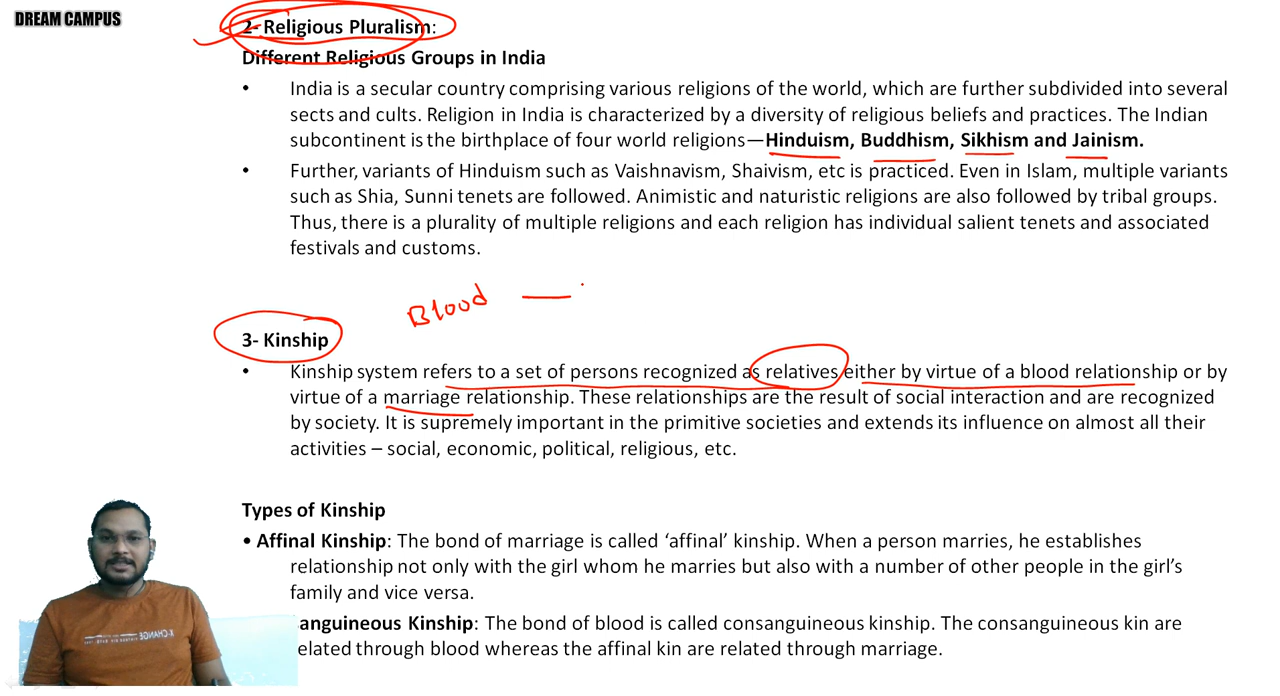 DREAM CAMPUS
2- Religious Pluralism:
Different Religious Groups in India
• India is a secular country comprising various religions of the world, which are further subdivided into several
sects and cults. Religion in India is characterized by a diversity of religious beliefs and practices. The Indian
subcontinent is the birthplace of four world religions—Hinduism, Buddhism, Sikhism and Jainism.
• Further, variants of Hinduism such as Vaishnavism, Shaivism, etc is practiced. Even in Islam, multiple variants
such as Shia, Sunni tenets are followed. Animistic and naturistic religions are also followed by tribal groups.
Thus, there is a plurality of multiple religions and each religion has individual salient tenets and associated
festivals and customs.
Blood —
3- Kinship
• Kinship system refers to a set of persons recognized as relatives either by virtue of a blood relationship or by
virtue of a marriage relationship. These relationships are the result of social interaction and are recognized
by society. It is supremely important in the primitive societies and extends its influence on almost all their
activities – social, economic, political, religious, etc.
Types of Kinship
• Affinal Kinship: The bond of marriage is called ‘affinal’ kinship. When a person marries, he establishes
relationship not only with the girl whom he marries but also with a number of other people in the girl’s
family and vice versa.
anguineous Kinship: The bond of blood is called consanguineous kinship. The consanguineous kin are
elated through blood whereas the affinal kin are related through marriage.